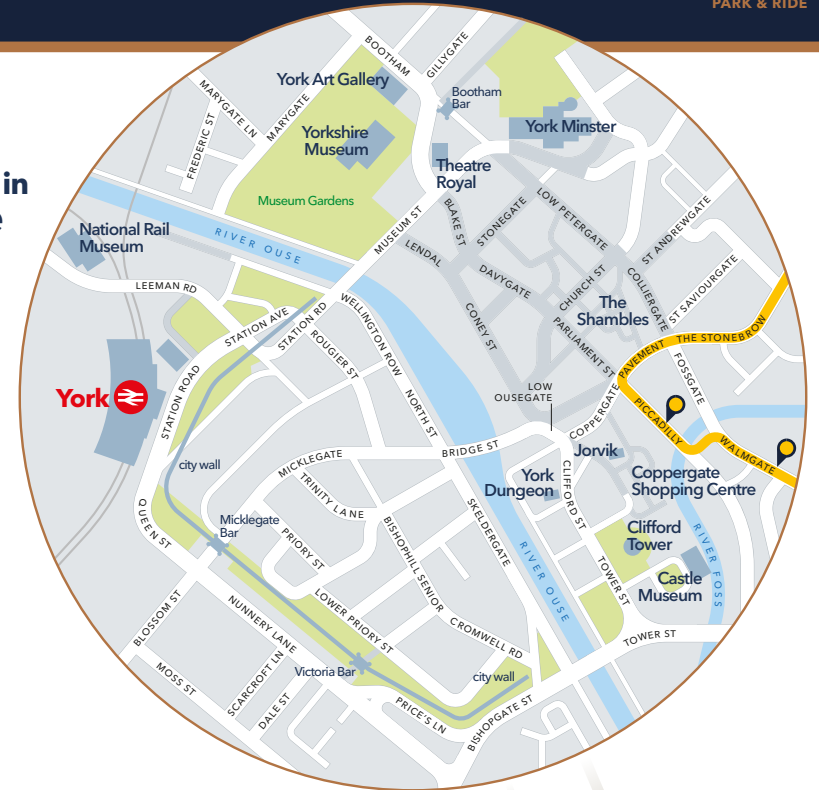 PARK & RIDE
in
e
BOOTHAM
GILLYGATE
York Art Gallery
Bootham
Bar
MARYGATE LN
MARYGATE
FREDERIC ST
Yorkshire
Museum
York Minster
Theatre
Royal
Museum Gardens
National Rail
Museum
RIVER OUSE
MUSEUM ST
BLAKE ST
STONEGATE
LOW PETERGATE
ST ANDREWGATE
LENDAL
DAVYGATE
CHURCH ST
COLLIERGATE
ST SAVIOURGATE
LEEMAN RD
STATION AVE
STATION RD
WELLINGTON ROW
CONEY ST
The
Shambles
PARLIAMENT ST
PAVEMENT
THE STONEBROW
ROUGIER ST
FOSSGATE
York
STATION ROAD
NORTH ST
LOW
OUSEGATE
COPPERGATE
PICCADILLY
WALMGATE
city wall
MICKLEGATE
BRIDGE ST
Jorvik
TRINITY LANE
York
Dungeon
CLIFFORD ST
Coppergate
Shopping Centre
QUEEN ST
Micklegate
Bar
PRIORY ST
BISHOPHILL SENIOR
SKELDERGATE
RIVER OUSE
Clifford
Tower
RIVER FOSS
TOWER ST
Castle
Museum
BLOSSOM ST
NUNNERY LANE
LOWER PRIORY ST
CROMWELL RD
TOWER ST
MOSS ST
SCARCROFT LN
DALE ST
Victoria Bar
city wall
PRICE'S LN
BISHOPGATE ST